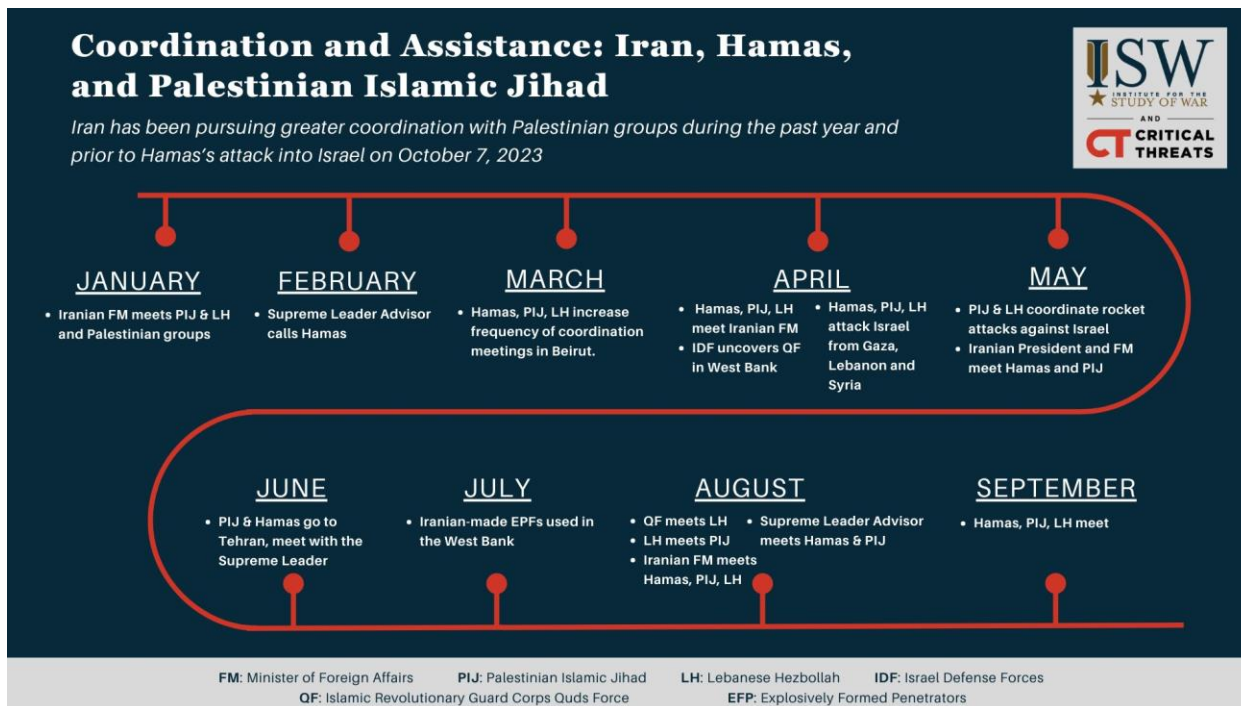 Coordination and Assistance: Iran, Hamas,
and Palestinian Islamic Jihad
Iran has been pursuing greater coordination with Palestinian groups during the past year and
prior to Hamas's attack into Israel on October 7, 2023
ISW
INSTITUTE FOR THE
STUDY OF WAR
AND
CT CRITICAL
THREATS
JANUARY
• Iranian FM meets PIJ & LH
and Palestinian groups
FEBRUARY
• Supreme Leader Advisor
calls Hamas
MARCH
• Hamas, PIJ, LH increase
frequency of coordination
meetings in Beirut.
APRIL
• Hamas, PIJ, LH
meet Iranian FM
• IDF uncovers QF
in West Bank
• Hamas, PIJ, LH
attack Israel
from Gaza,
Lebanon and
Syria
MAY
• PIJ & LH coordinate rocket
attacks against Israel
• Iranian President and FM
meet Hamas and PIJ
JUNE
• PIJ & Hamas go to
Tehran, meet with the
Supreme Leader
JULY
• Iranian-made EPFs used in
the West Bank
AUGUST
• QF meets LH
• LH meets PIJ
• Iranian FM meets
Hamas, PIJ, LH
• Supreme Leader Advisor
meets Hamas & PIJ
SEPTEMBER
• Hamas, PIJ, LH meet
FM: Minister of Foreign Affairs PIJ: Palestinian Islamic Jihad LH: Lebanese Hezbollah IDF: Israel Defense Forces
QF: Islamic Revolutionary Guard Corps Quds Force EFP: Explosively Formed Penetrators